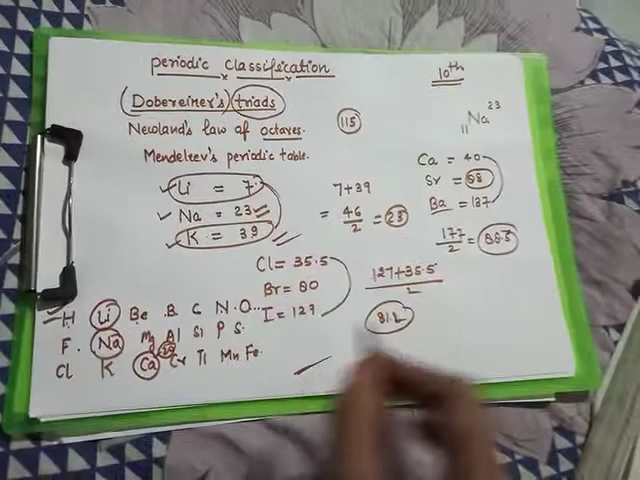 periodic classification
10th
(Dobereiner's) triads
Newland's law of octaves.
115
11Na23
Mendeleev's periodic table.
Li = 7
Na = 23
K = 39
7+39
= 46/2 = 23
Ca = 40
Sr = 88
Ba = 137
177/2 = 88.5
Cl = 35.5
Br = 80
I = 127
127+35.5/2
81.2
H Li Be B C N O...
F. Na Mg Al Si P S.
Cl K Ca Cr Ti Mn Fe.